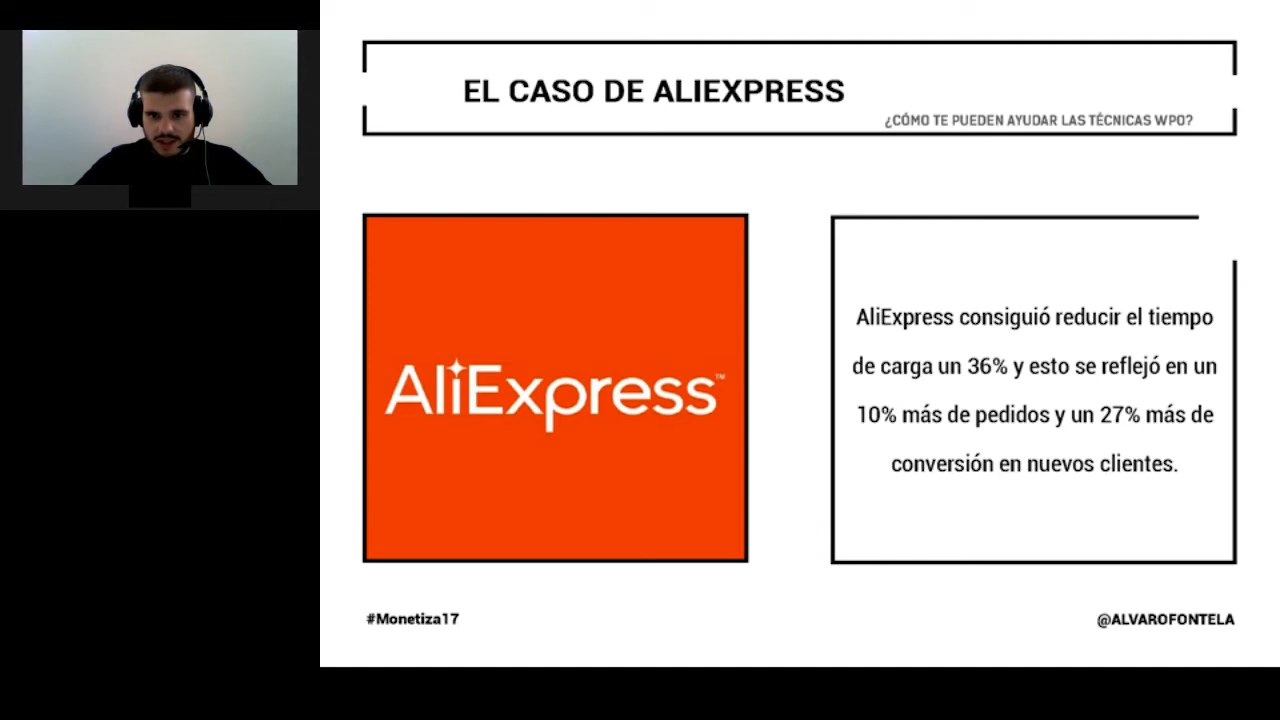 EL CASO DE ALIEXPRESS
¿CÓMO TE PUEDEN AYUDAR LAS TÉCNICAS WPO?
AliExpress™
AliExpress consiguió reducir el tiempo
de carga un 36% y esto se reflejó en un
10% más de pedidos y un 27% más de
conversión en nuevos clientes.
#Monetiza17
@ALVAROFONTELA